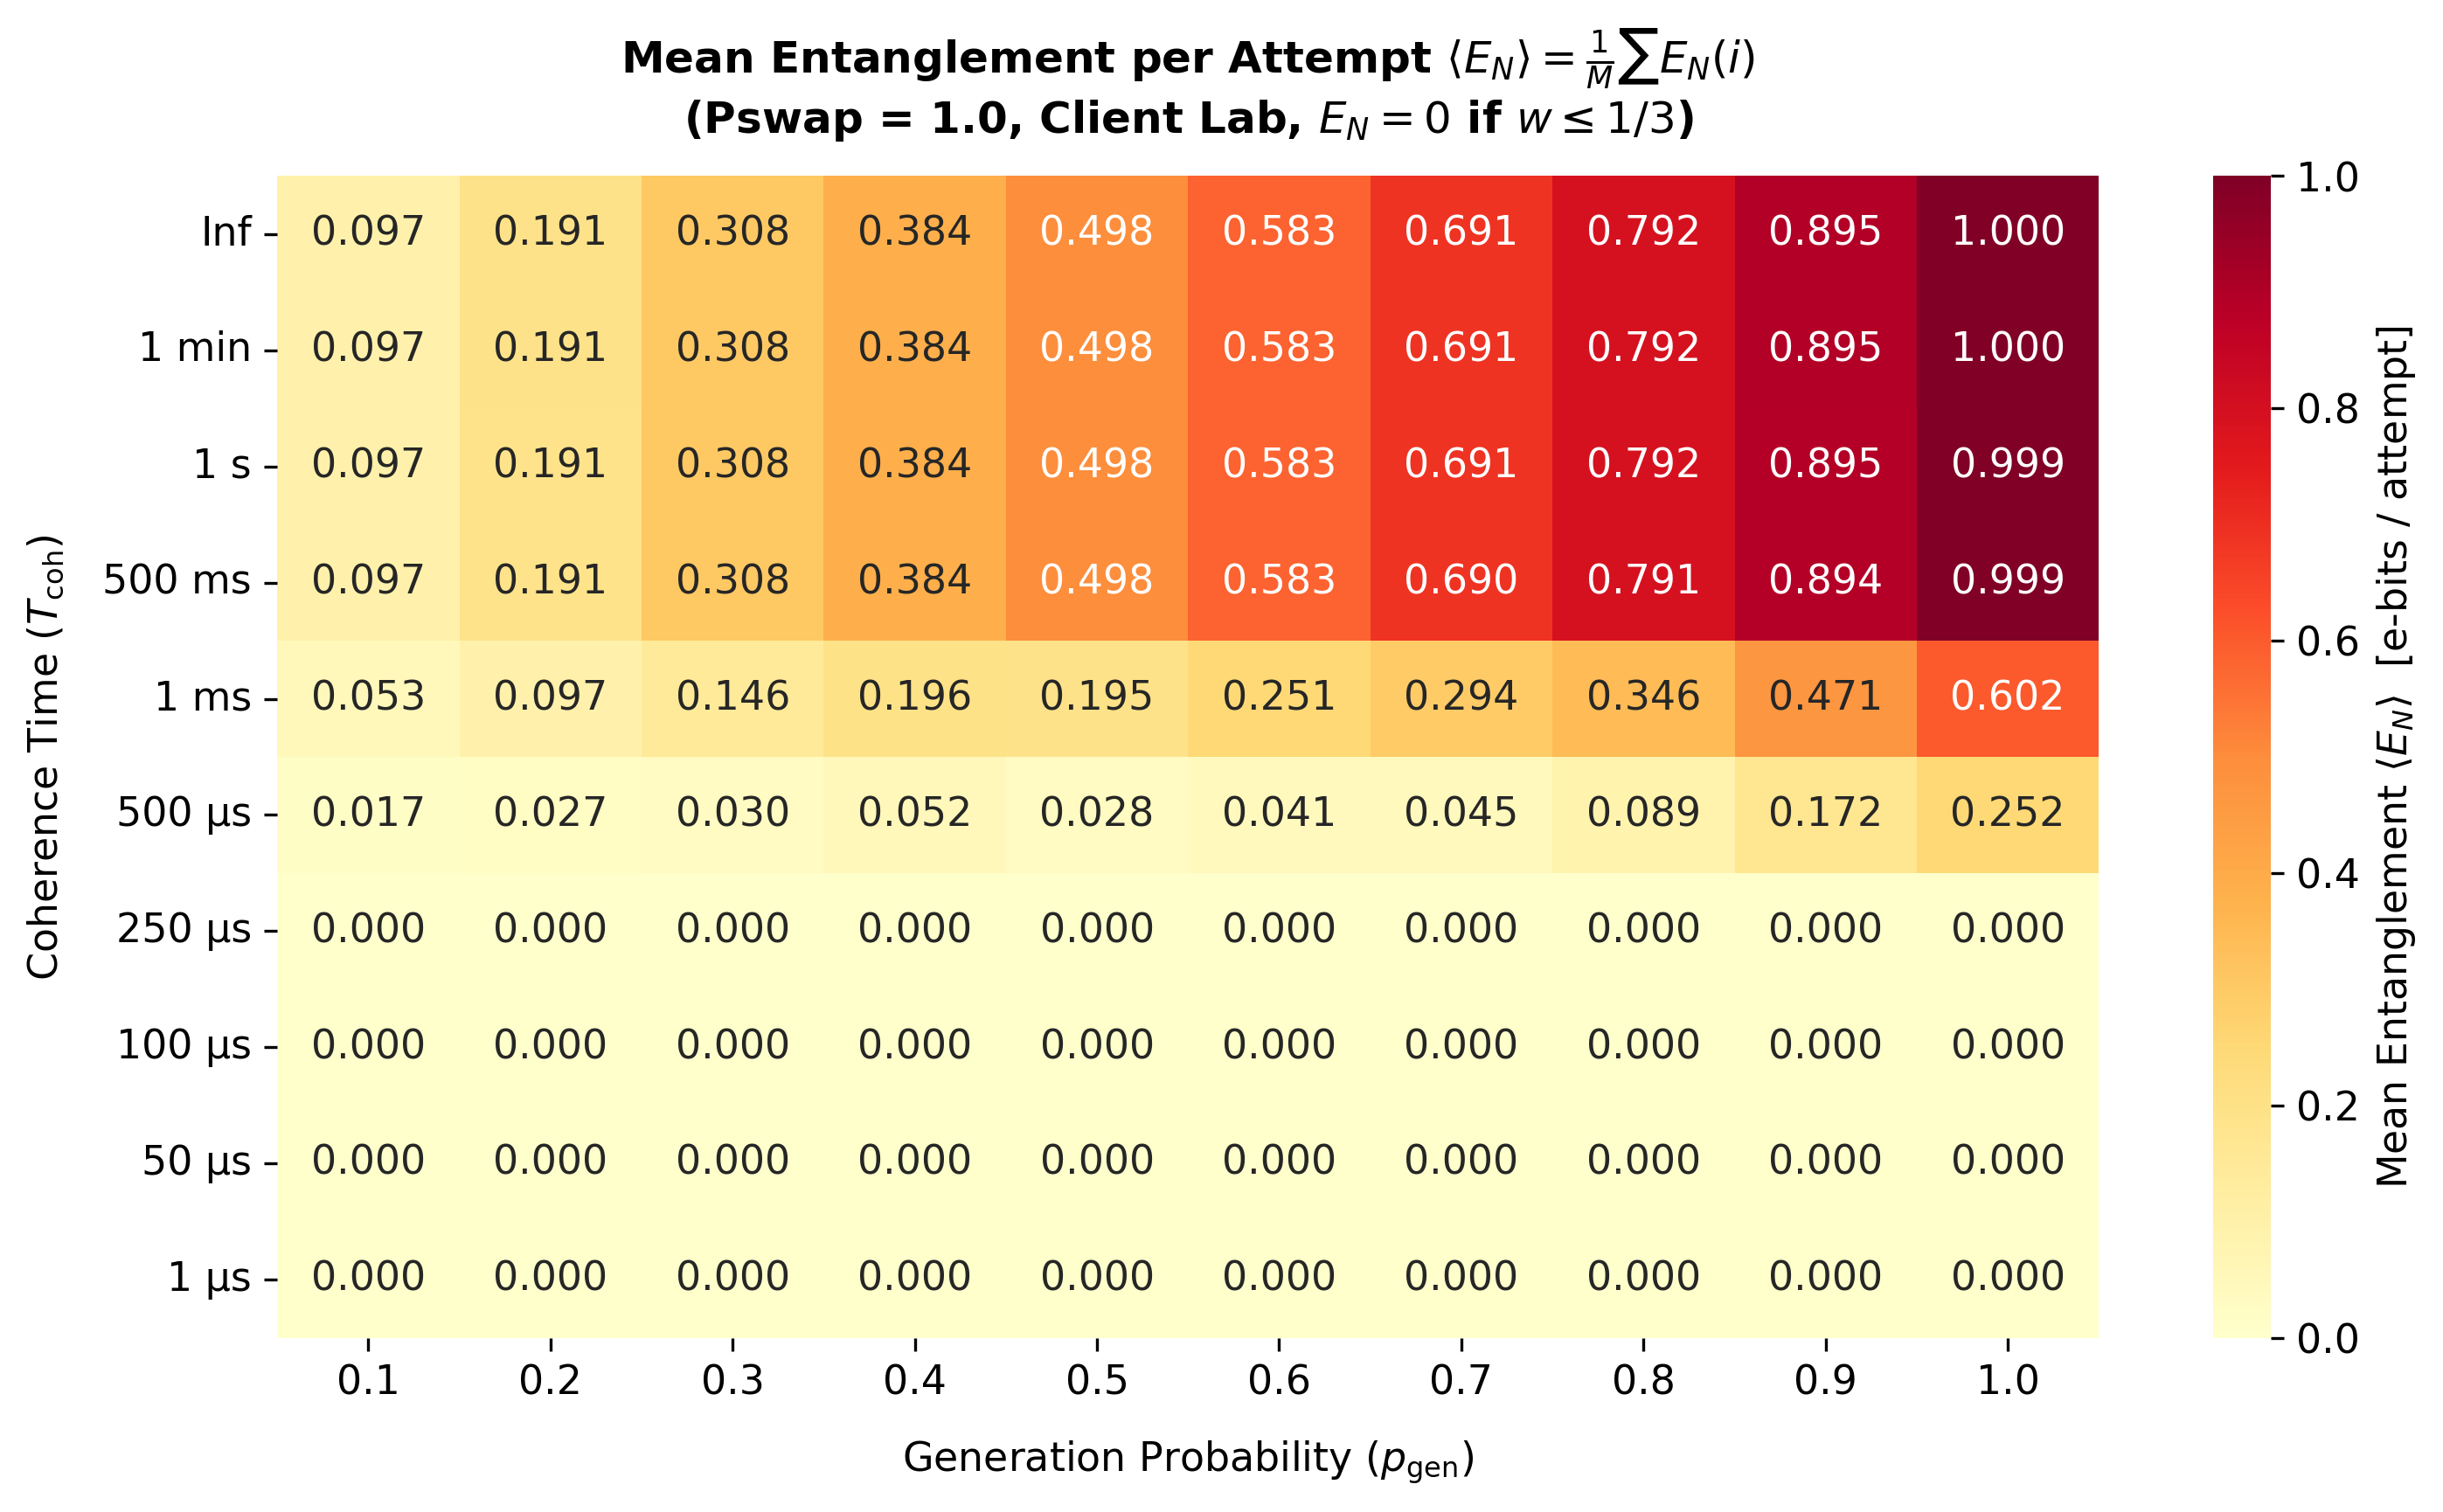 Mean Entanglement per Attempt ⟨E_N⟩ = 1/M ∑ E_N(i)
(Pswap = 1.0, Client Lab, E_N = 0 if w ≤ 1/3)
Coherence Time (T_coh)
Inf 0.097 0.191 0.308 0.384 0.498 0.583 0.691 0.792 0.895 1.000
1 min 0.097 0.191 0.308 0.384 0.498 0.583 0.691 0.792 0.895 1.000
1 s 0.097 0.191 0.308 0.384 0.498 0.583 0.691 0.792 0.895 0.999
500 ms 0.097 0.191 0.308 0.384 0.498 0.583 0.690 0.791 0.894 0.999
1 ms 0.053 0.097 0.146 0.196 0.195 0.251 0.294 0.346 0.471 0.602
500 µs 0.017 0.027 0.030 0.052 0.028 0.041 0.045 0.089 0.172 0.252
250 µs 0.000 0.000 0.000 0.000 0.000 0.000 0.000 0.000 0.000 0.000
100 µs 0.000 0.000 0.000 0.000 0.000 0.000 0.000 0.000 0.000 0.000
50 µs 0.000 0.000 0.000 0.000 0.000 0.000 0.000 0.000 0.000 0.000
1 µs 0.000 0.000 0.000 0.000 0.000 0.000 0.000 0.000 0.000 0.000
0.1 0.2 0.3 0.4 0.5 0.6 0.7 0.8 0.9 1.0
Generation Probability (p_gen)
1.0
0.8
0.6
0.4
0.2
0.0
Mean Entanglement ⟨E_N⟩ [e-bits / attempt]